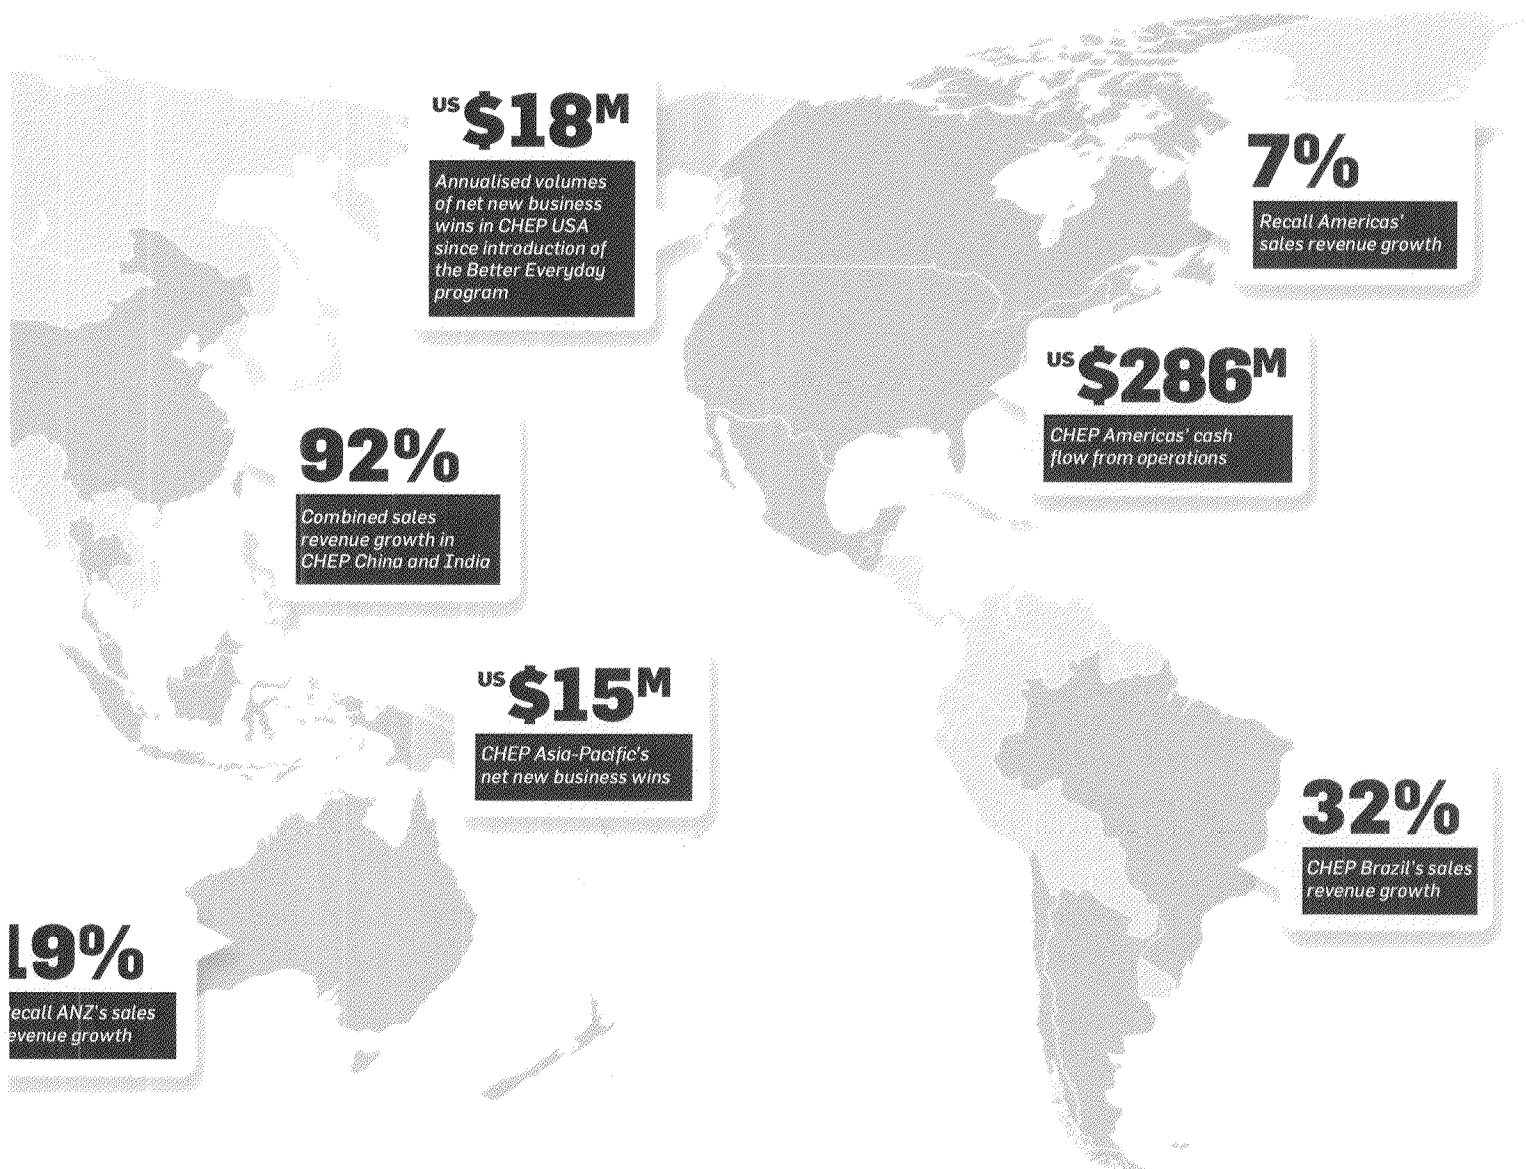 US $18M
Annualised volumes
of net new business
wins in CHEP USA
since introduction of
the Better Everyday
program
7%
Recall Americas'
sales revenue growth
US $286M
CHEP Americas' cash
flow from operations
92%
Combined sales
revenue growth in
CHEP China and India
US $15M
CHEP Asia-Pacific's
net new business wins
32%
CHEP Brazil's sales
revenue growth
19%
ecall ANZ's sales
evenue growth